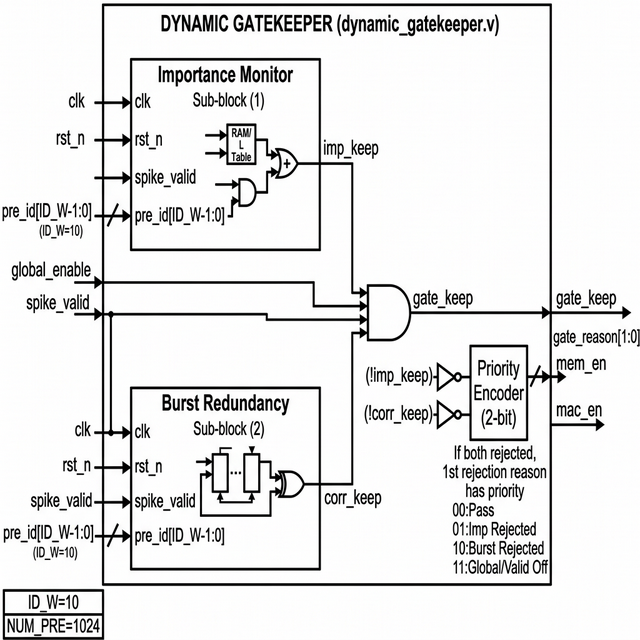 DYNAMIC GATEKEEPER (dynamic_gatekeeper.v)
Importance Monitor
Sub-block (1)
clk
clk
rst_n
rst_n
spike_valid
pre_id[ID_W-1:0]
(ID_W=10)
pre_id[ID_W-1:0]
RAM/
L
Table
+
imp_keep
global_enable
spike_valid
gate_keep
gate_keep
gate_reason[1:0]
mem_en
mac_en
(!imp_keep)
(!corr_keep)
Priority
Encoder
(2-bit)
If both rejected,
1st rejection reason
has priority
00:Pass
01:Imp Rejected
10:Burst Rejected
11:Global/Valid Off
Burst Redundancy
Sub-block (2)
clk
clk
rst_n
rst_n
spike_valid
spike_valid
pre_id[ID_W-1:0]
(ID_W=10)
pre_id[ID_W-1:0]
...
corr_keep
ID_W=10
NUM_PRE=1024